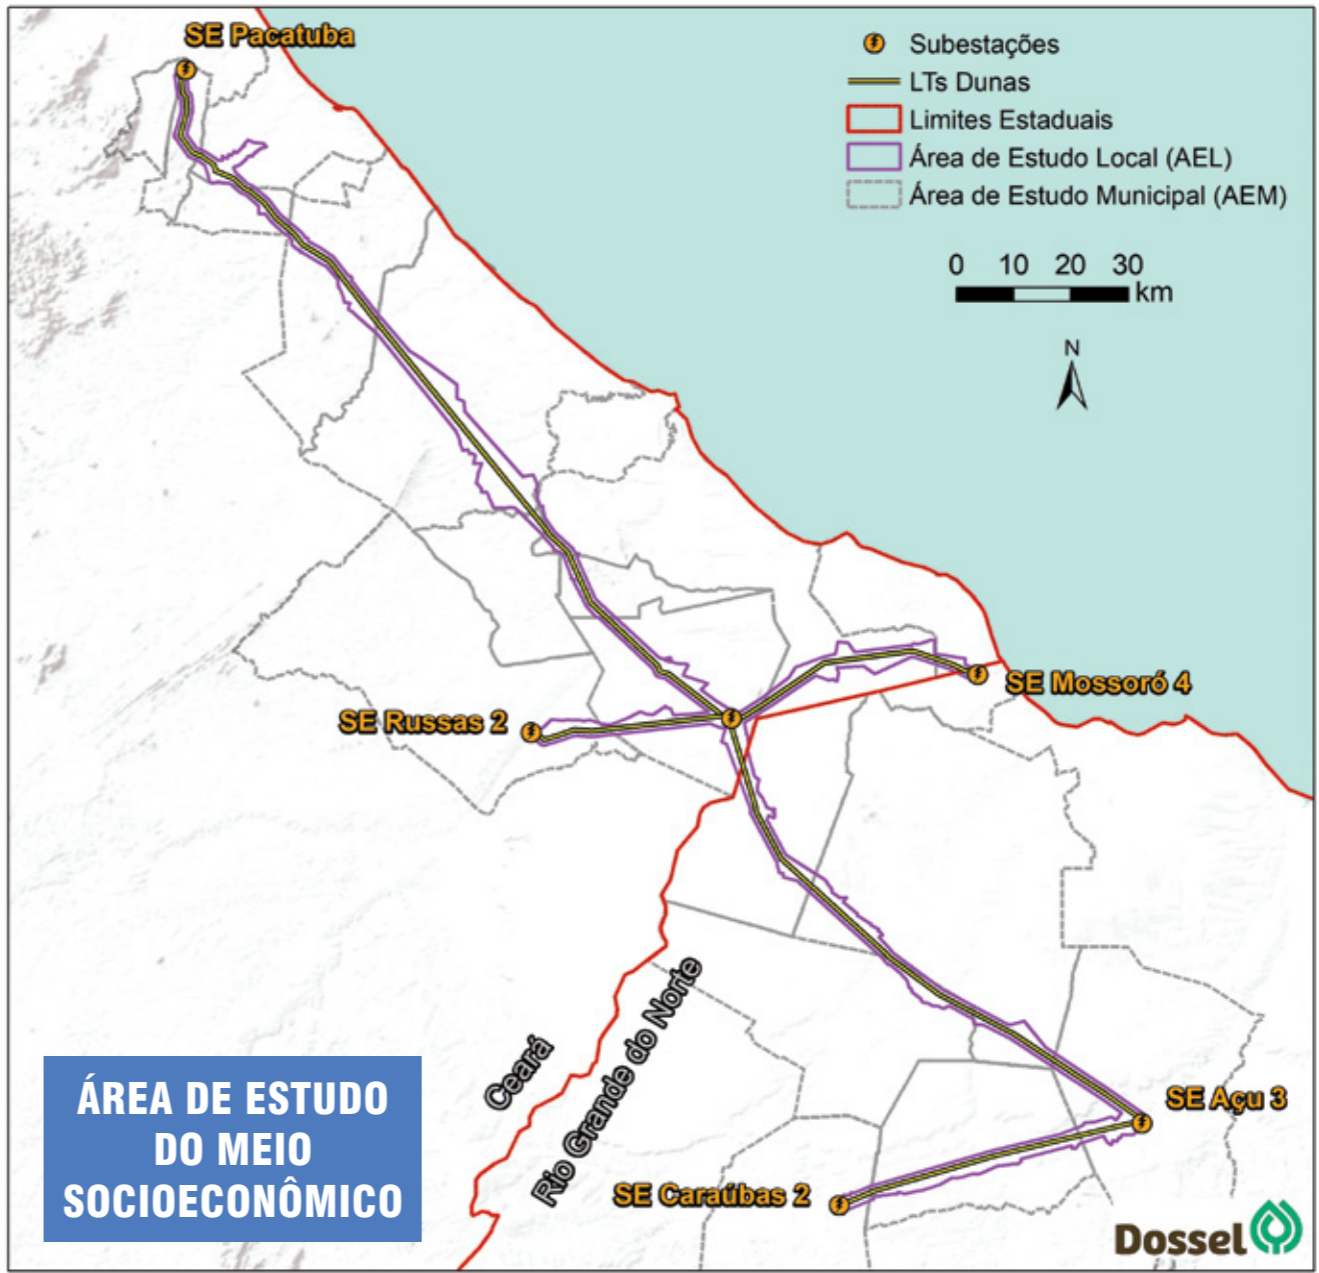 SE Pacatuba
Subestações
LTs Dunas
Limites Estaduais
Área de Estudo Local (AEL)
Área de Estudo Municipal (AEM)
0 10 20 30
km
N
SE Mossoró 4
SE Russas 2
Ceará
Rio Grande do Norte
SE Açu 3
SE Caraúbas 2
ÁREA DE ESTUDO
DO MEIO
SOCIOECONÔMICO
Dossel